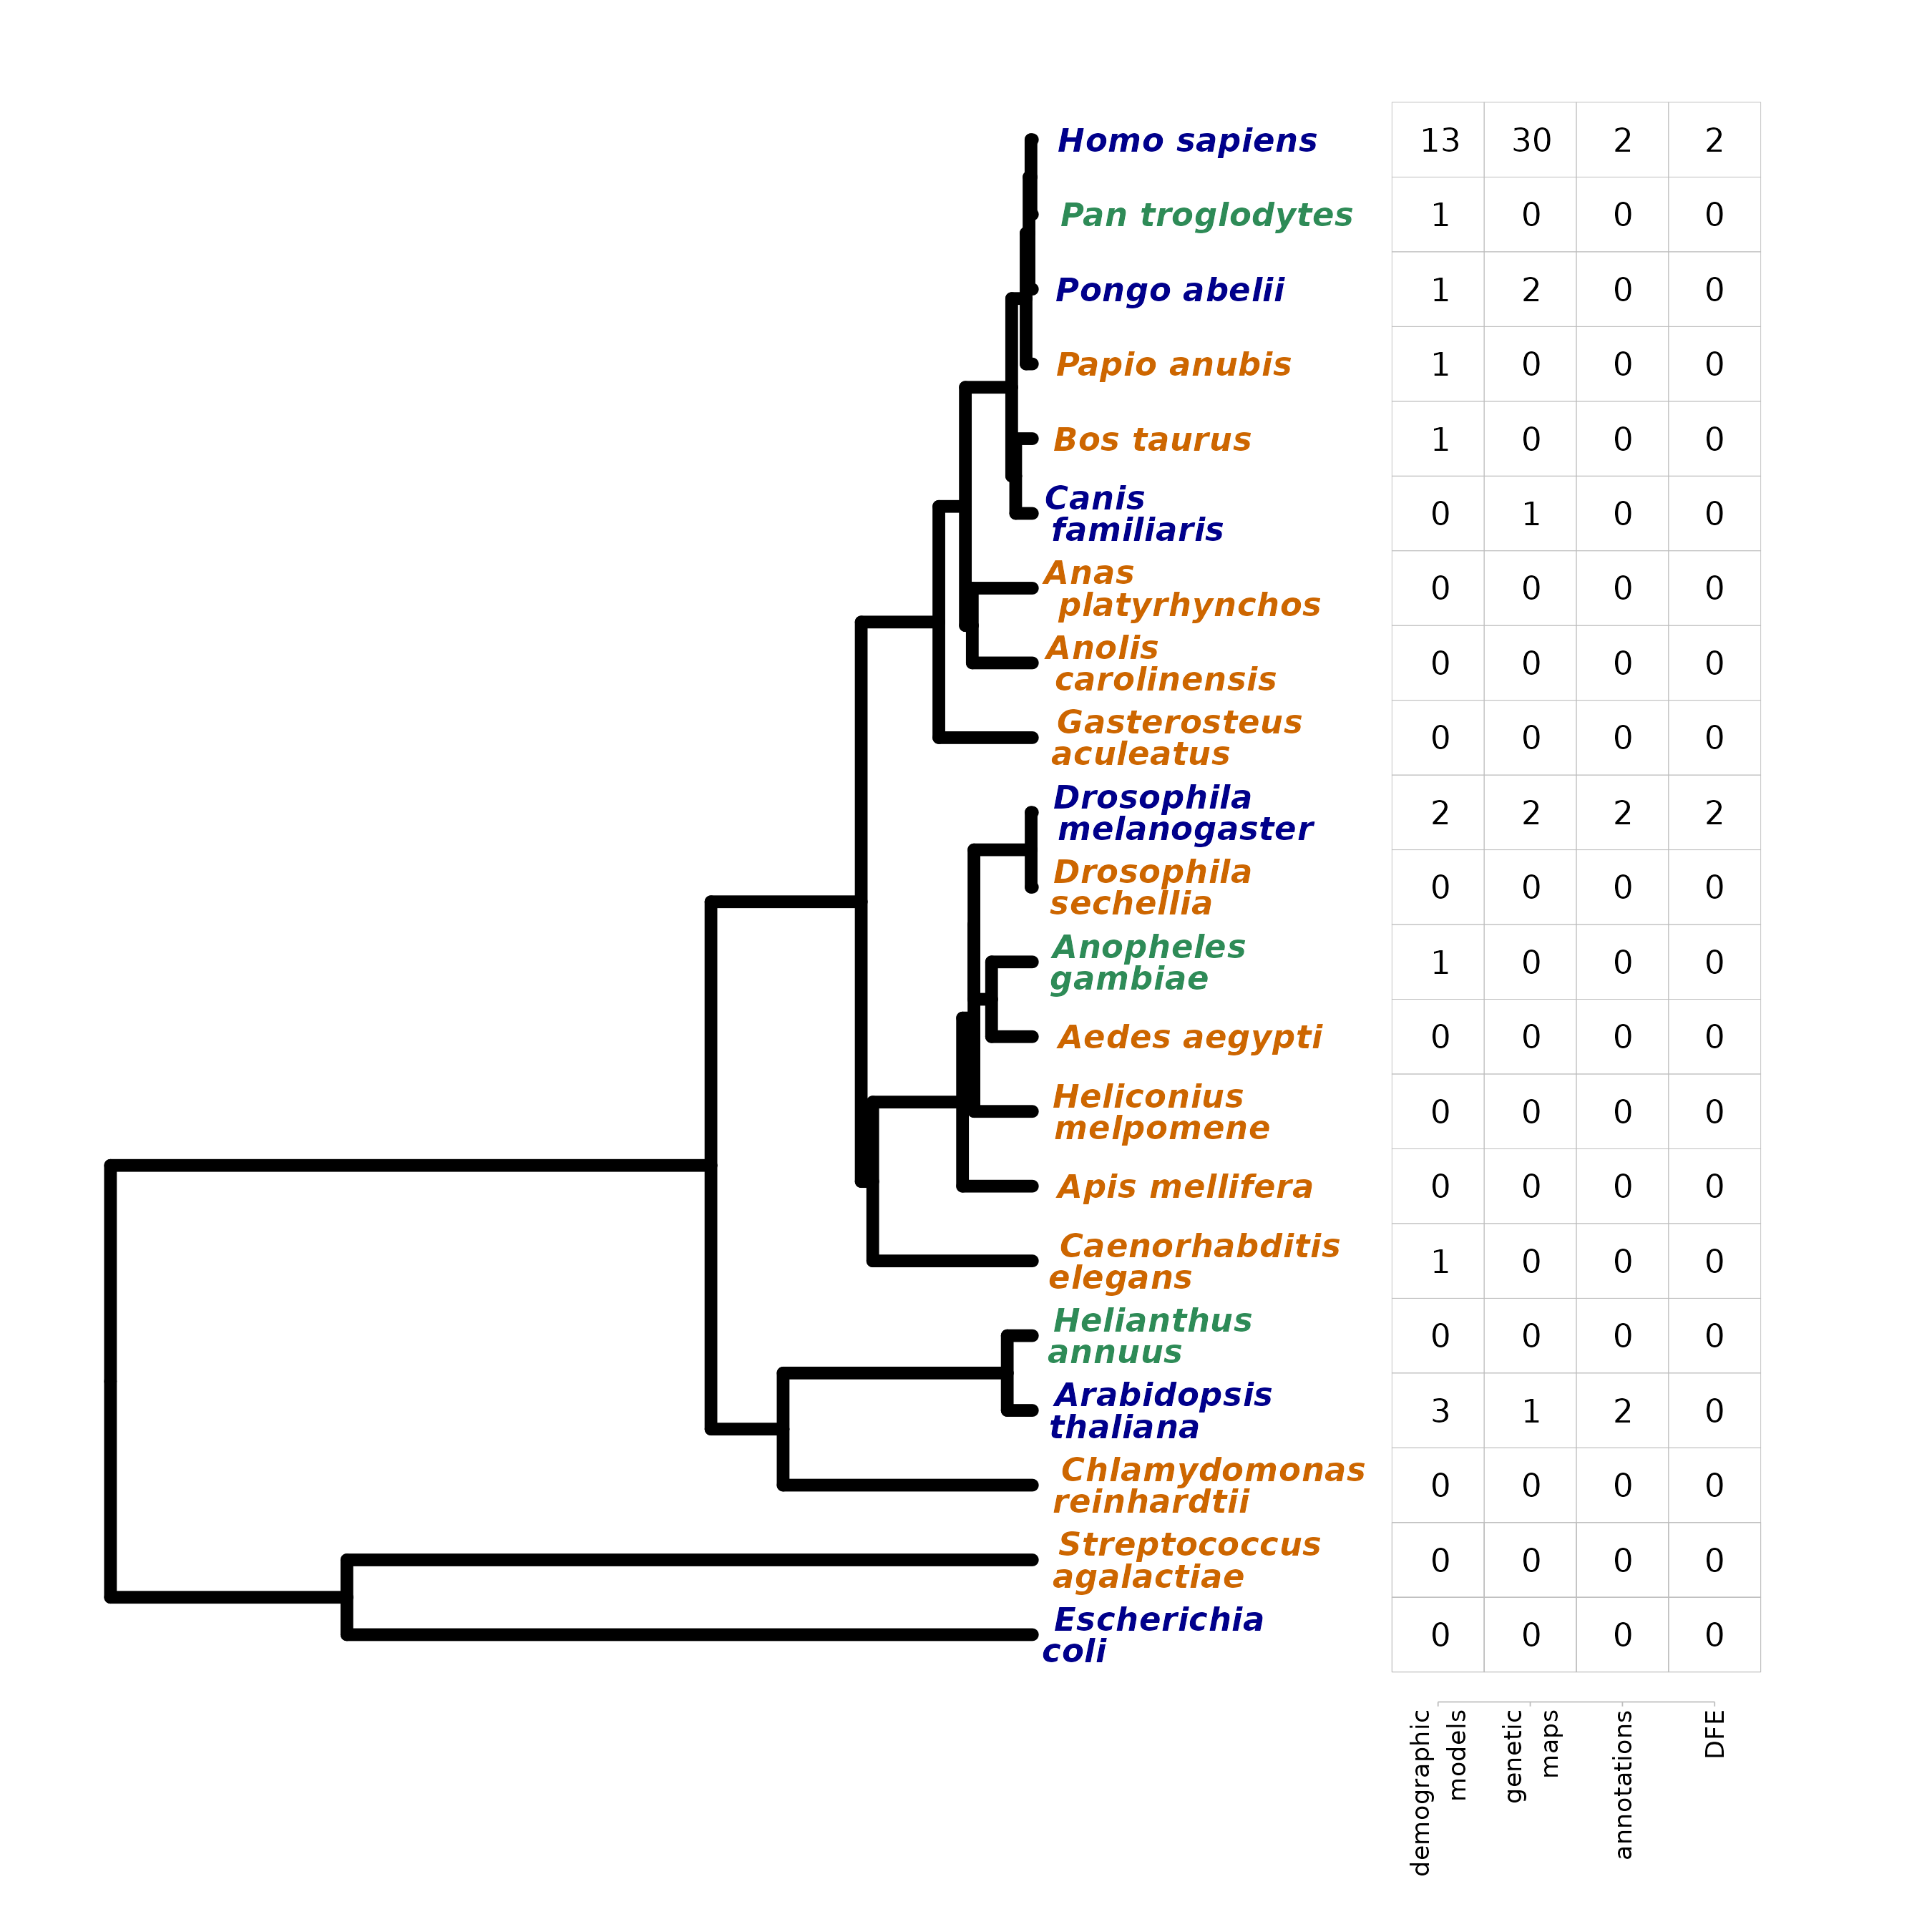 Homo sapiens 13 30 2 2
Pan troglodytes 1 0 0 0
Pongo abelii 1 2 0 0
Papio anubis 1 0 0 0
Bos taurus 1 0 0 0
Canis
familiaris 0 1 0 0
Anas
platyrhynchos 0 0 0 0
Anolis
carolinensis 0 0 0 0
Gasterosteus
aculeatus 0 0 0 0
Drosophila
melanogaster 2 2 2 2
Drosophila
sechellia 0 0 0 0
Anopheles
gambiae 1 0 0 0
Aedes aegypti 0 0 0 0
Heliconius
melpomene 0 0 0 0
Apis mellifera 0 0 0 0
Caenorhabditis
elegans 1 0 0 0
Helianthus
annuus 0 0 0 0
Arabidopsis
thaliana 3 1 2 0
Chlamydomonas
reinhardtii 0 0 0 0
Streptococcus
agalactiae 0 0 0 0
Escherichia
coli 0 0 0 0
demographic
models
genetic
maps
annotations
DFE